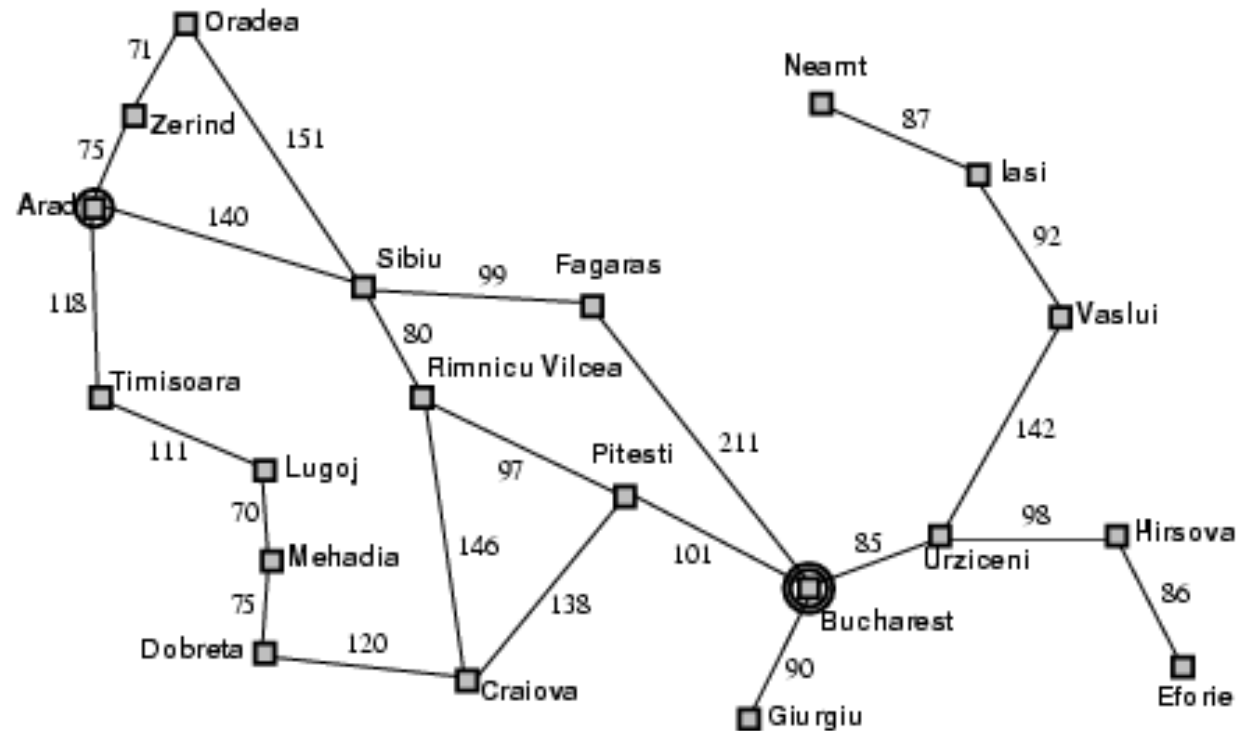 Oradea
71
Neamt
87
Zerind
151
75
Iasi
Arad
140
92
Sibiu
99
Fagaras
118
Vaslui
80
Timisoara
Rimnicu Vilcea
142
211
111
Pitesti
97
Lugoj
70
98
Hirsova
146
101
85
Urziceni
Mehadia
86
75
138
Bucharest
120
Dobreta
90
Craiova
Eforie
Giurgiu